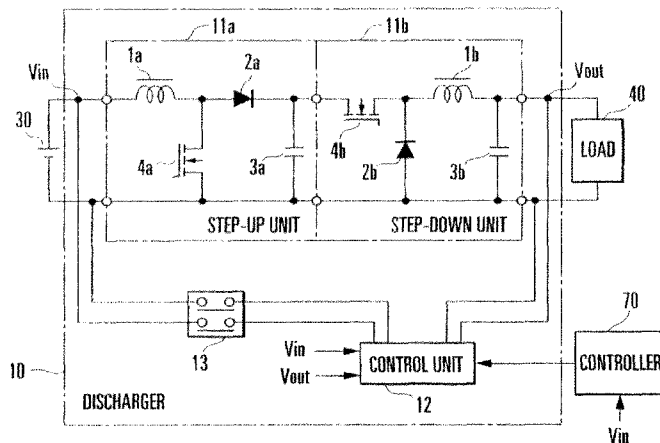 11a
11b
1a
2a
1b
Vin
Vout
30
40
4a
3a
4b
2b
3b
LOAD
STEP-UP UNIT
STEP-DOWN UNIT
13
70
Vin
Vout
CONTROL UNIT
CONTROLLER
10
DISCHARGER
12
Vin